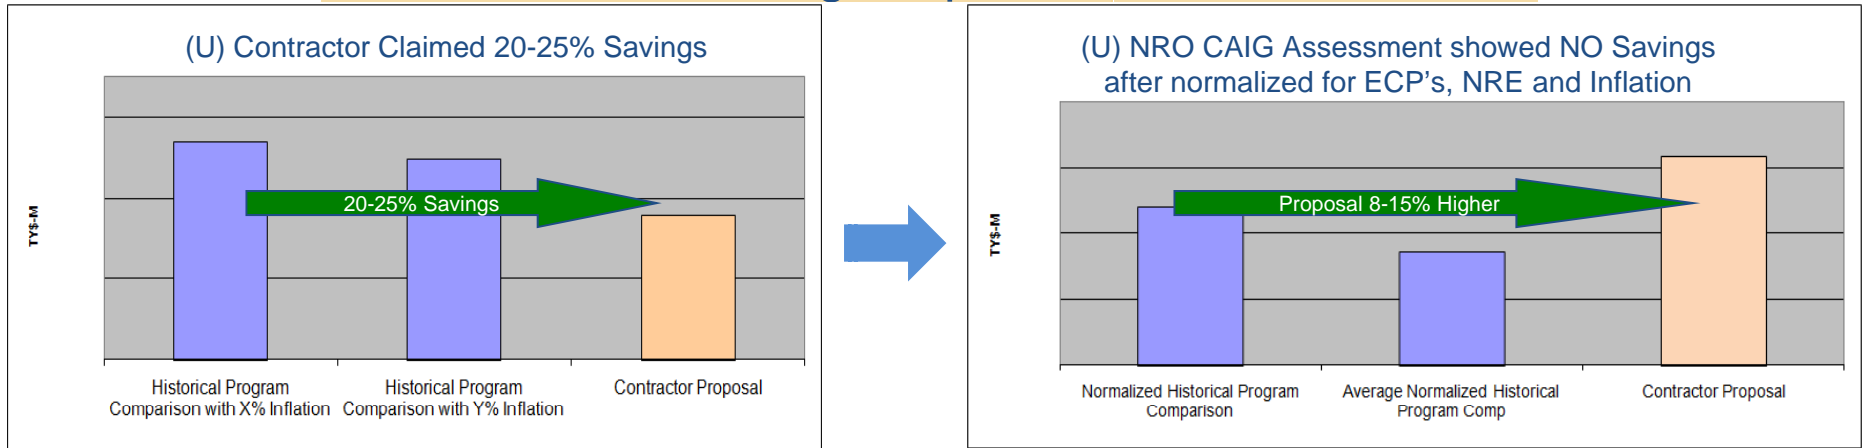 (U) Contractor Claimed 20-25% Savings
TY$-M
20-25% Savings
Historical Program
Comparison with X% Inflation
Historical Program
Comparison with Y% Inflation
Contractor Proposal
(U) NRO CAIG Assessment showed NO Savings
after normalized for ECP's, NRE and Inflation
TY$-M
Proposal 8-15% Higher
Normalized Historical Program
Comparison
Average Normalized Historical
Program Comp
Contractor Proposal